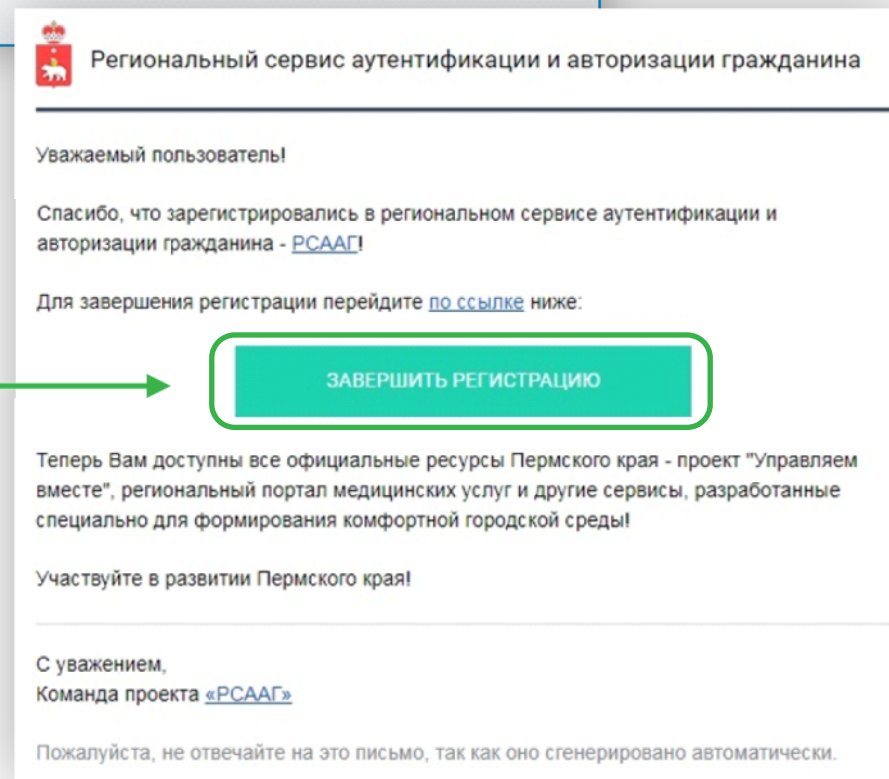 Региональный сервис аутентификации и авторизации гражданина
Уважаемый пользователь!
Спасибо, что зарегистрировались в региональном сервисе аутентификации и
авторизации гражданина - РСААГ!
Для завершения регистрации перейдите по ссылке ниже:
ЗАВЕРШИТЬ РЕГИСТРАЦИЮ
Теперь Вам доступны все официальные ресурсы Пермского края - проект "Управляем
вместе", региональный портал медицинских услуг и другие сервисы, разработанные
специально для формирования комфортной городской среды!
Участвуйте в развитии Пермского края!
С уважением,
Команда проекта «РСААГ»
Пожалуйста, не отвечайте на это письмо, так как оно сгенерировано автоматически.